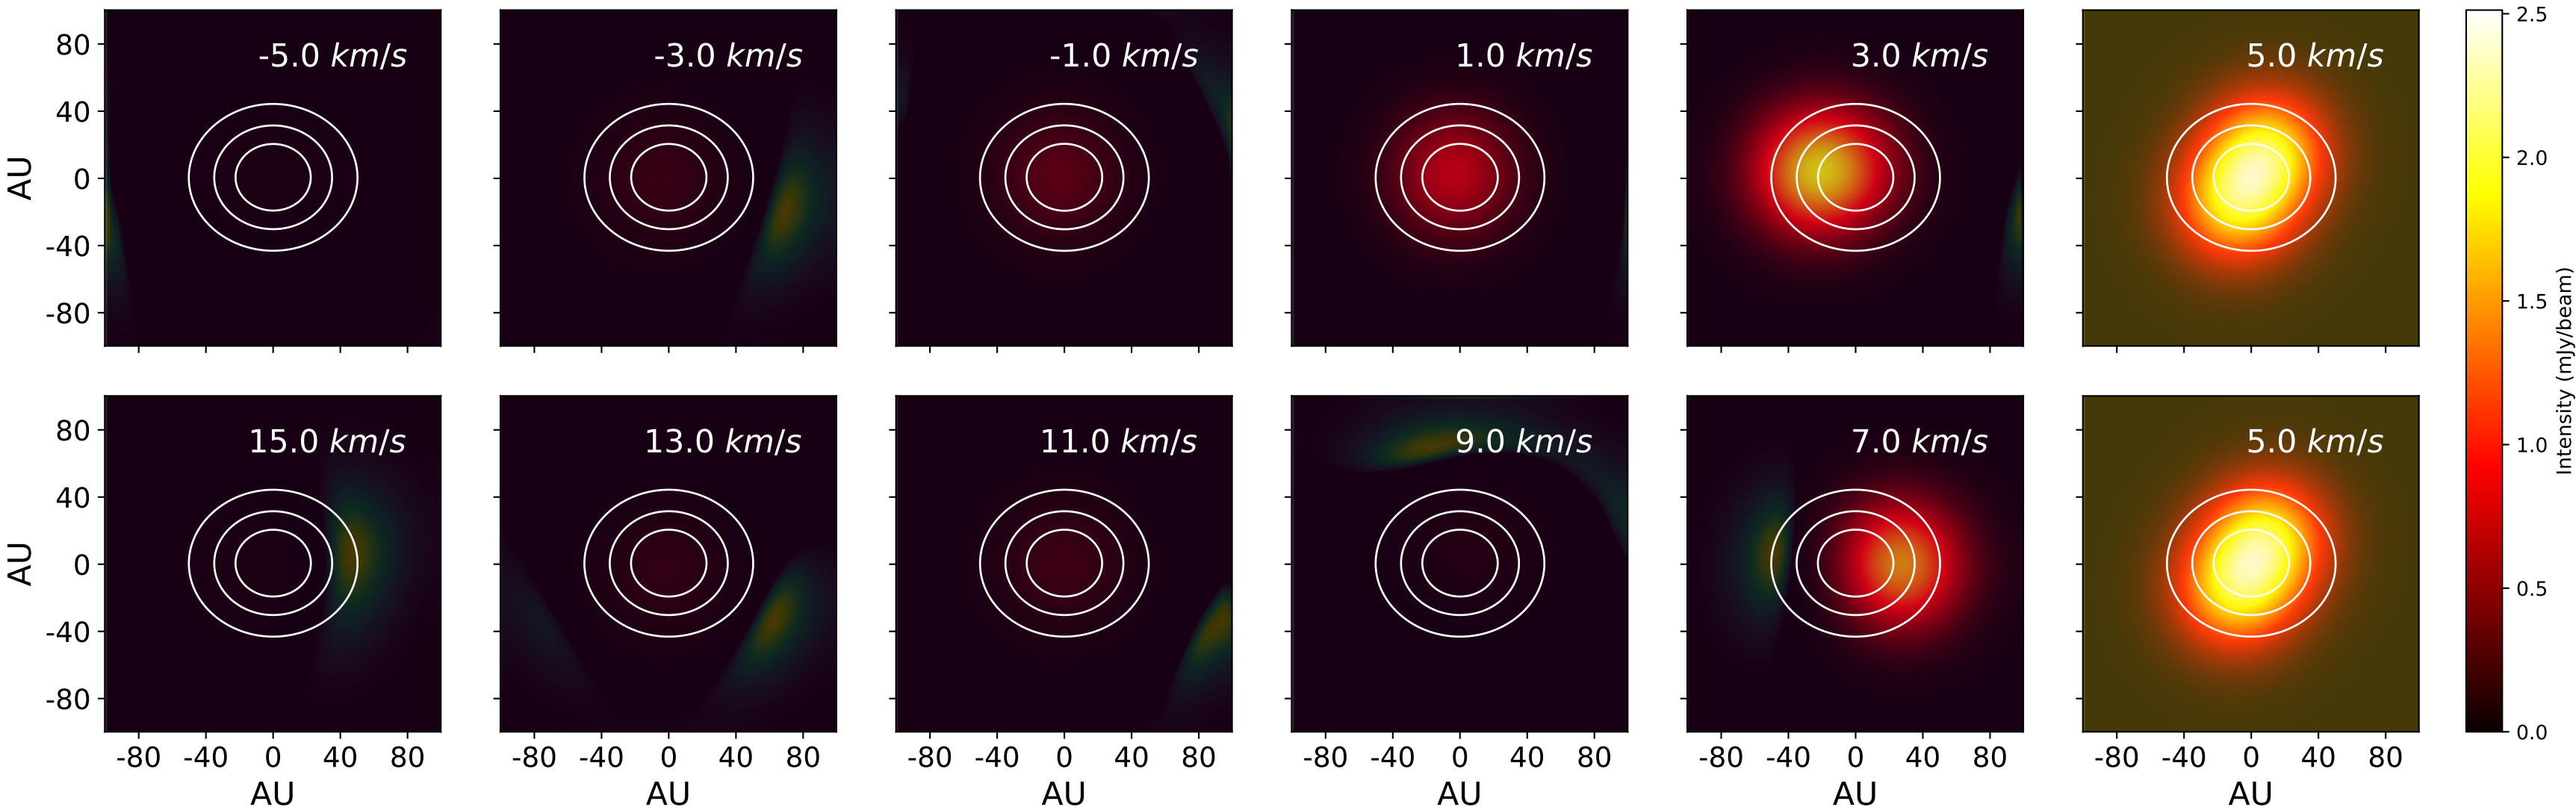 -5.0 km/s
-3.0 km/s
-1.0 km/s
1.0 km/s
3.0 km/s
5.0 km/s
80
40
0
-40
-80
AU
-80 -40 0 40 80
-80 -40 0 40 80
-80 -40 0 40 80
-80 -40 0 40 80
-80 -40 0 40 80
-80 -40 0 40 80
15.0 km/s
13.0 km/s
11.0 km/s
9.0 km/s
7.0 km/s
5.0 km/s
80
40
0
-40
-80
AU
AU
AU
AU
AU
AU
AU
2.5
2.0
1.5
1.0
0.5
0.0
Intensity (mJy/beam)